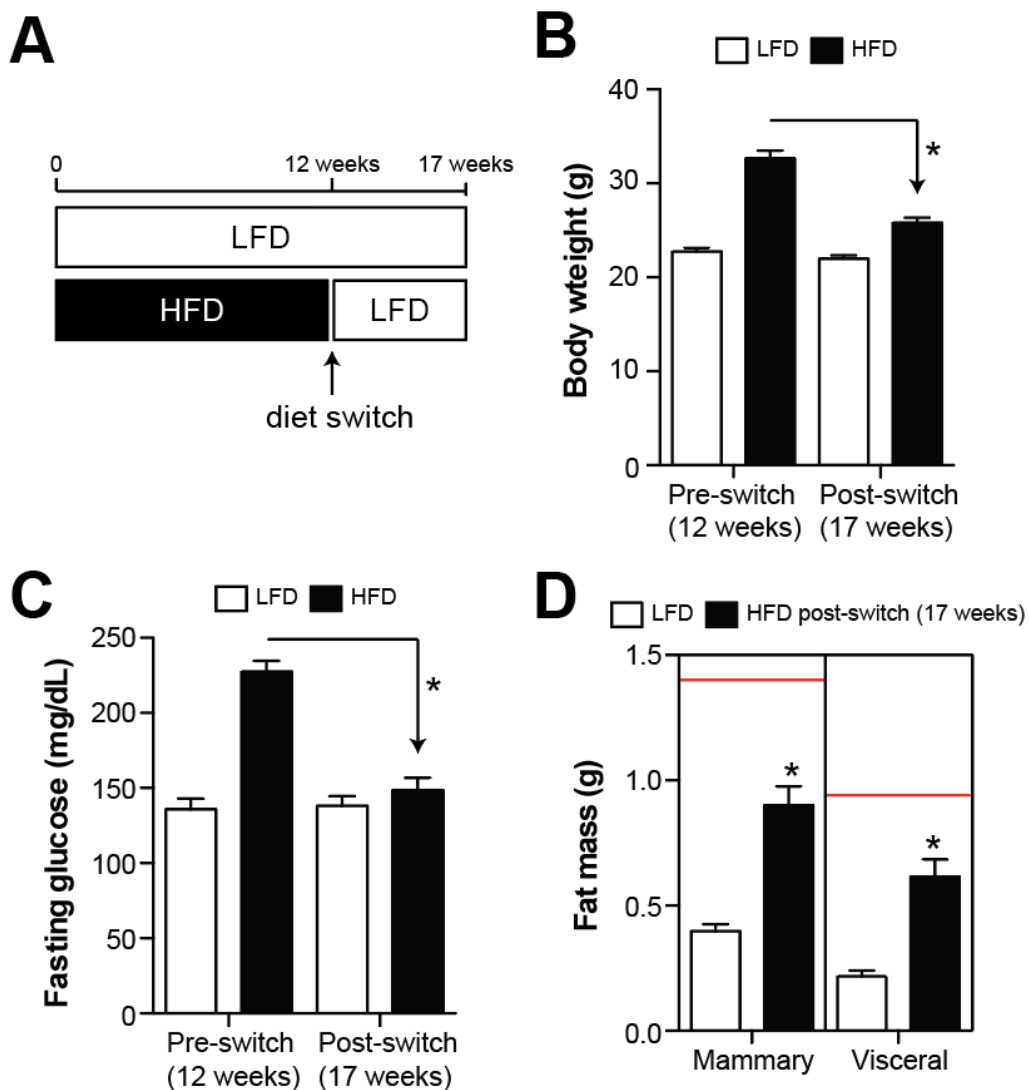 A
0 12 weeks 17 weeks
LFD
HFD LFD
diet switch
B
LFD HFD
Body wteight (g)
40
30
20
10
0
*
Pre-switch Post-switch
(12 weeks) (17 weeks)
C
LFD HFD
Fasting glucose (mg/dL)
250
200
150
100
50
0
*
Pre-switch Post-switch
(12 weeks) (17 weeks)
D
LFD HFD post-switch (17 weeks)
Fat mass (g)
1.5
1.0
0.5
0.0
* *
Mammary Visceral